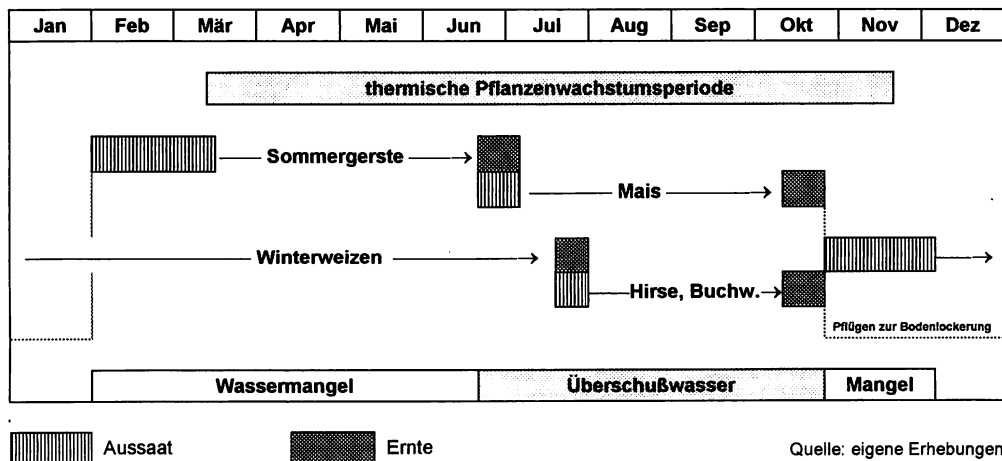 Jan Feb Mär Apr Mai Jun Jul Aug Sep Okt Nov Dez
thermische Pflanzenwachstumsperiode
Sommergerste
Mais
Winterweizen
Hirse, Buchw.
Pflügen zur Bodenlockerung
Wassermangel Überschußwasser Mangel
Aussaat Ernte Quelle: eigene Erhebungen